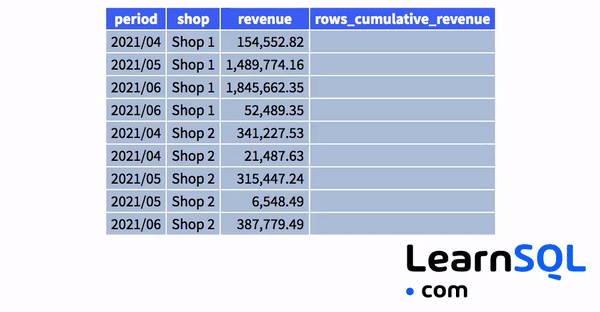 period shop revenue rows_cumulative_revenue
2021/04 Shop 1 154,552.82
2021/05 Shop 1 1,489,774.16
2021/06 Shop 1 1,845,662.35
2021/06 Shop 1 52,489.35
2021/04 Shop 2 341,227.53
2021/04 Shop 2 21,487.63
2021/05 Shop 2 315,447.24
2021/05 Shop 2 6,548.49
2021/06 Shop 2 387,779.49
LearnSQL
.com